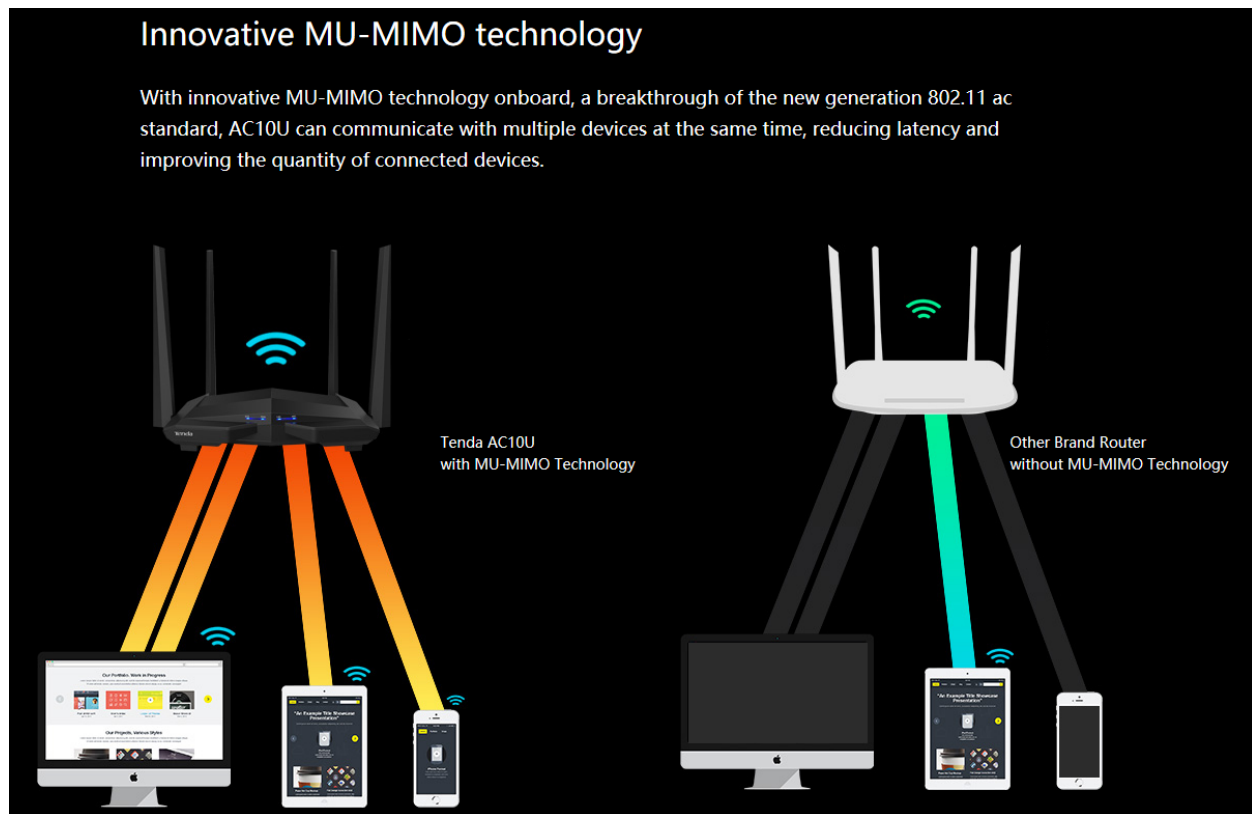 Innovative MU-MIMO technology
With innovative MU-MIMO technology onboard, a breakthrough of the new generation 802.11 ac
standard, AC10U can communicate with multiple devices at the same time, reducing latency and
improving the quantity of connected devices.
Tenda
Tenda AC10U
with MU-MIMO Technology
Other Brand Router
without MU-MIMO Technology
Our Portfolio. Work in Progress
Our Projects, Various Styles
"An Example Title Showcase
Presentation"
"An Example Title Showcase
Presentation"